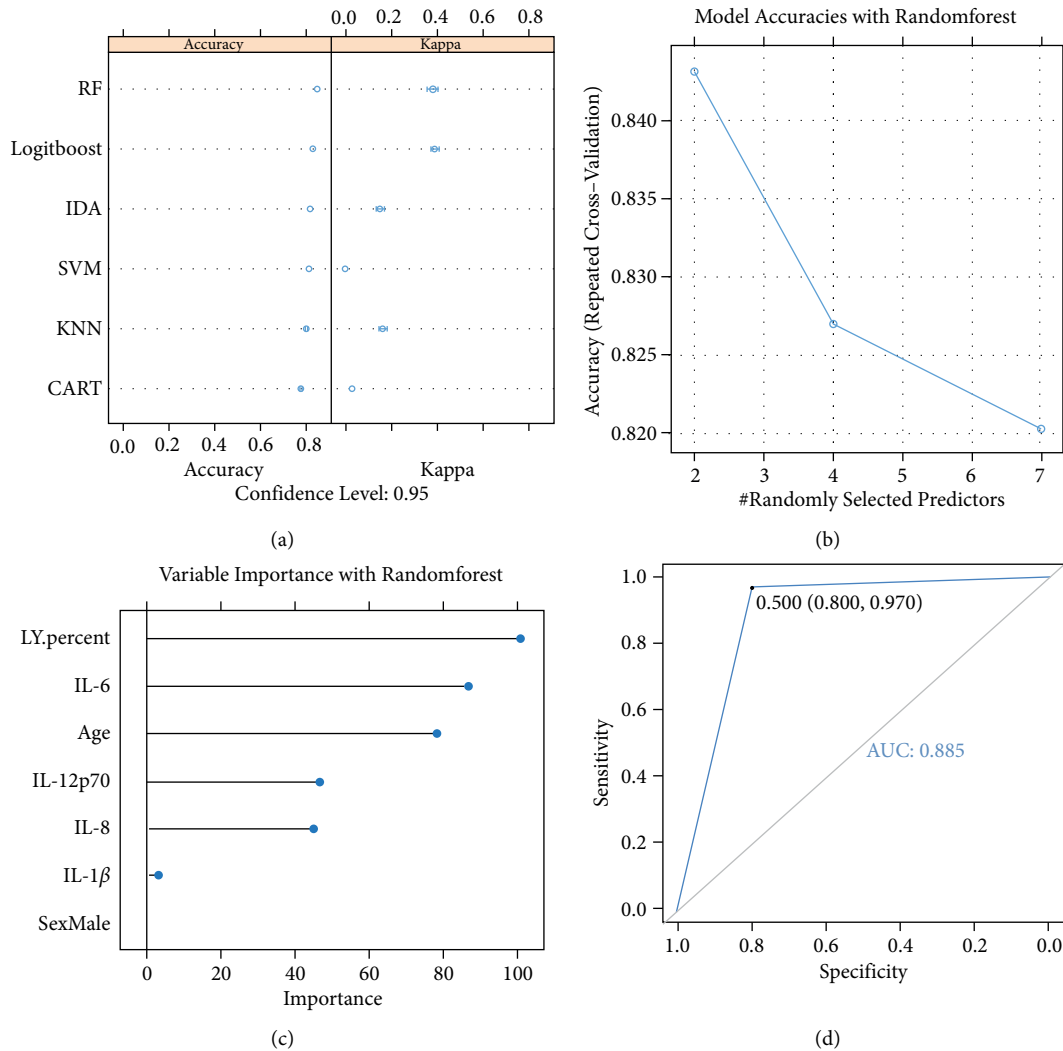 0.0 0.2 0.4 0.6 0.8
Accuracy Kappa
RF
Logitboost
IDA
SVM
KNN
CART
0.0 0.2 0.4 0.6 0.8
Accuracy Kappa
Confidence Level: 0.95
(a)
Model Accuracies with Randomforest
Accuracy (Repeated Cross-Validation)
0.840
0.835
0.830
0.825
0.820
2 3 4 5 6 7
#Randomly Selected Predictors
(b)
Variable Importance with Randomforest
LY.percent
IL-6
Age
IL-12p70
IL-8
IL-1β
SexMale
0 20 40 60 80 100
Importance
(c)
Sensitivity
1.0
0.8
0.6
0.4
0.2
0.0
0.500 (0.800, 0.970)
AUC: 0.885
1.0 0.8 0.6 0.4 0.2 0.0
Specificity
(d)